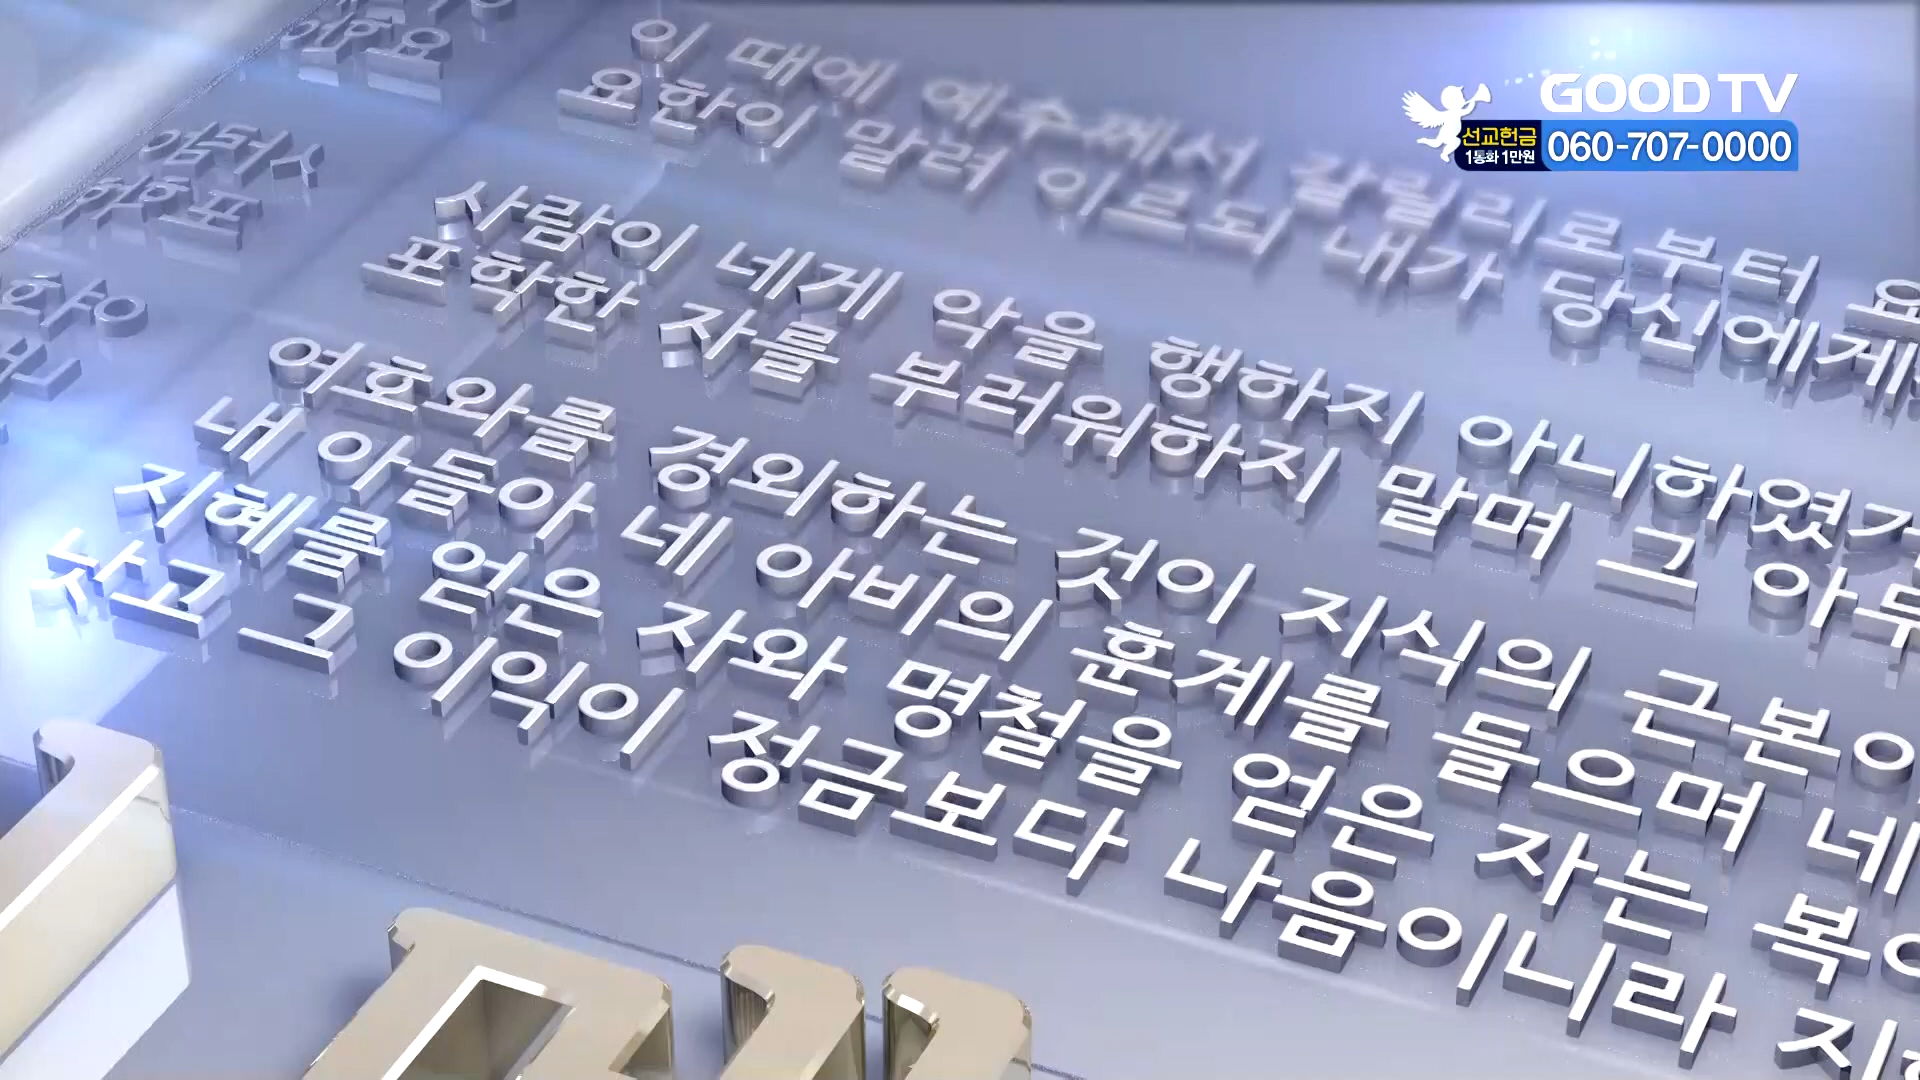 GOODTV
선교헌금
1통화 1만원
060-707-0000
이 때에 예수께서 갈릴리로부터 요
요한이 말려 이르되 내가 당신에게
사람이 네게 악을 행하지 아니하였거
포학한 자를 부러워하지 말며 그 아무
여호와를 경외하는 것이 지식의 근본이
내 아들아 네 아비의 훈계를 들으며 네
지혜를 얻은 자와 명철을 얻은 자는 복이
사고 그 이익이 정금보다 나음이니라 지